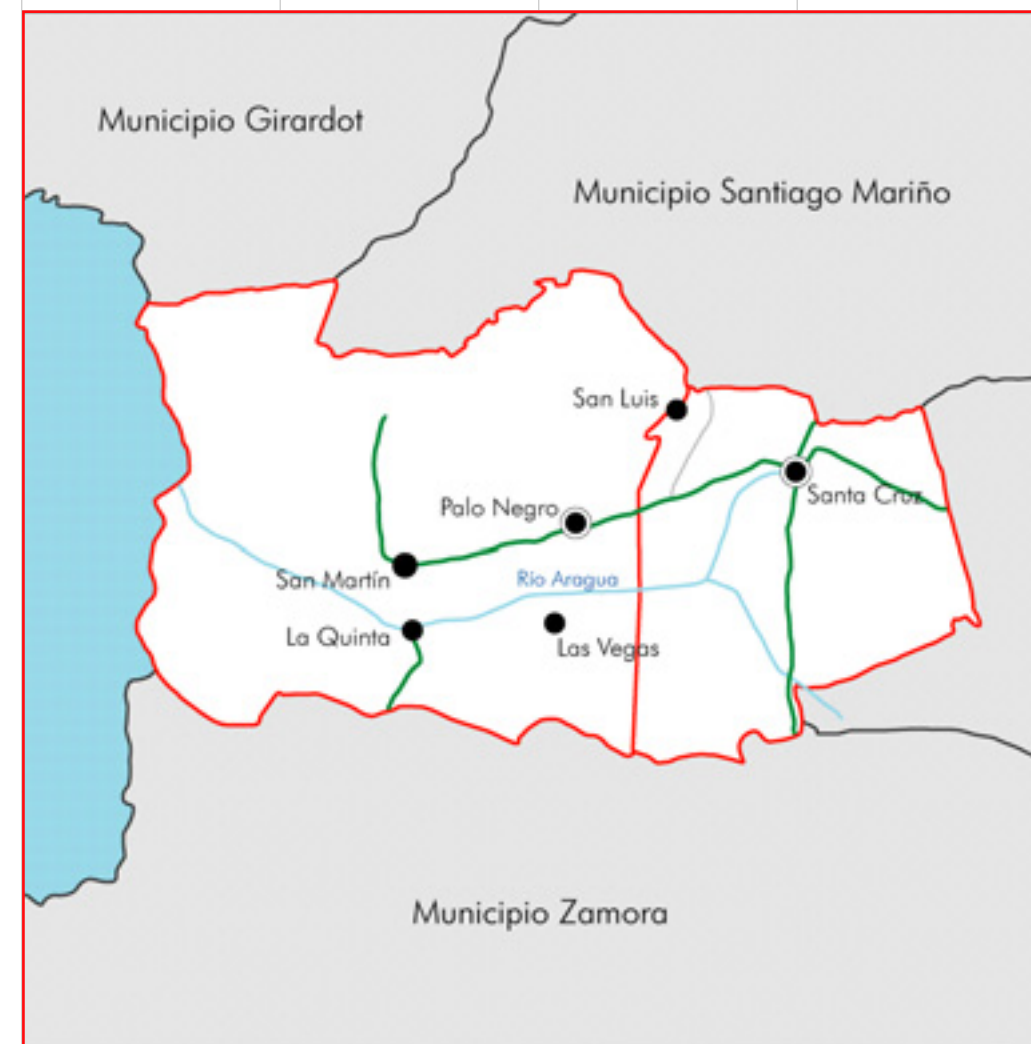 Municipio Girardot
Municipio Santiago Mariño
San Luis
Santa Cruz
Palo Negro
San Martín
Río Aragua
La Quinta
Las Vegas
Municipio Zamora